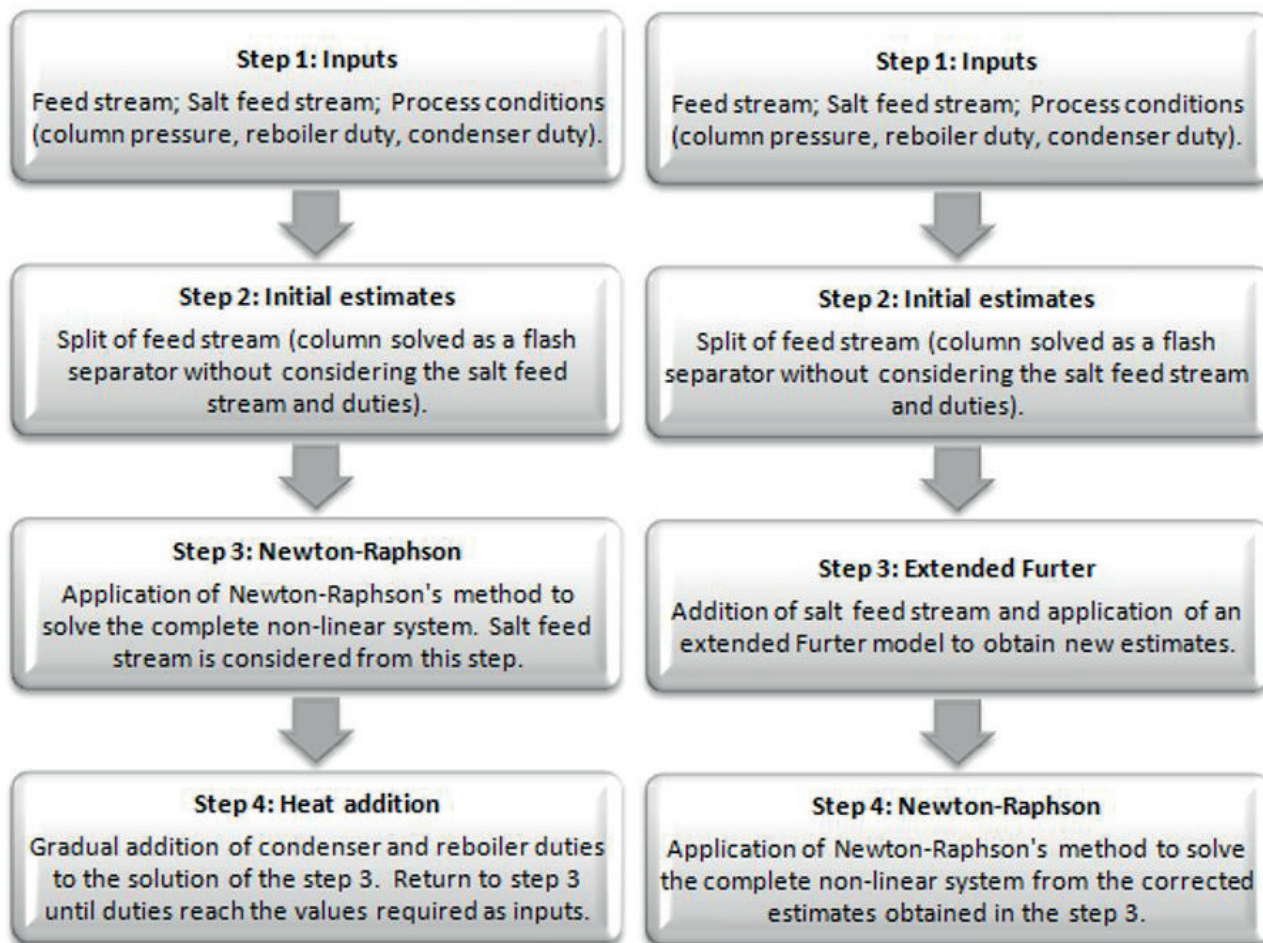 Step 1: Inputs
Feed stream; Salt feed stream; Process conditions
(column pressure, reboiler duty, condenser duty).
Step 2: Initial estimates
Split of feed stream (column solved as a flash
separator without considering the salt feed
stream and duties).
Step 3: Newton-Raphson
Application of Newton-Raphson's method to
solve the complete non-linear system. Salt feed
stream is considered from this step.
Step 4: Heat addition
Gradual addition of condenser and reboiler duties
to the solution of the step 3. Return to step 3
until duties reach the values required as inputs.
Step 1: Inputs
Feed stream; Salt feed stream; Process conditions
(column pressure, reboiler duty, condenser duty).
Step 2: Initial estimates
Split of feed stream (column solved as a flash
separator without considering the salt feed stream
and duties).
Step 3: Extended Furter
Addition of salt feed stream and application of an
extended Furter model to obtain new estimates.
Step 4: Newton-Raphson
Application of Newton-Raphson's method to solve
the complete non-linear system from the corrected
estimates obtained in the step 3.